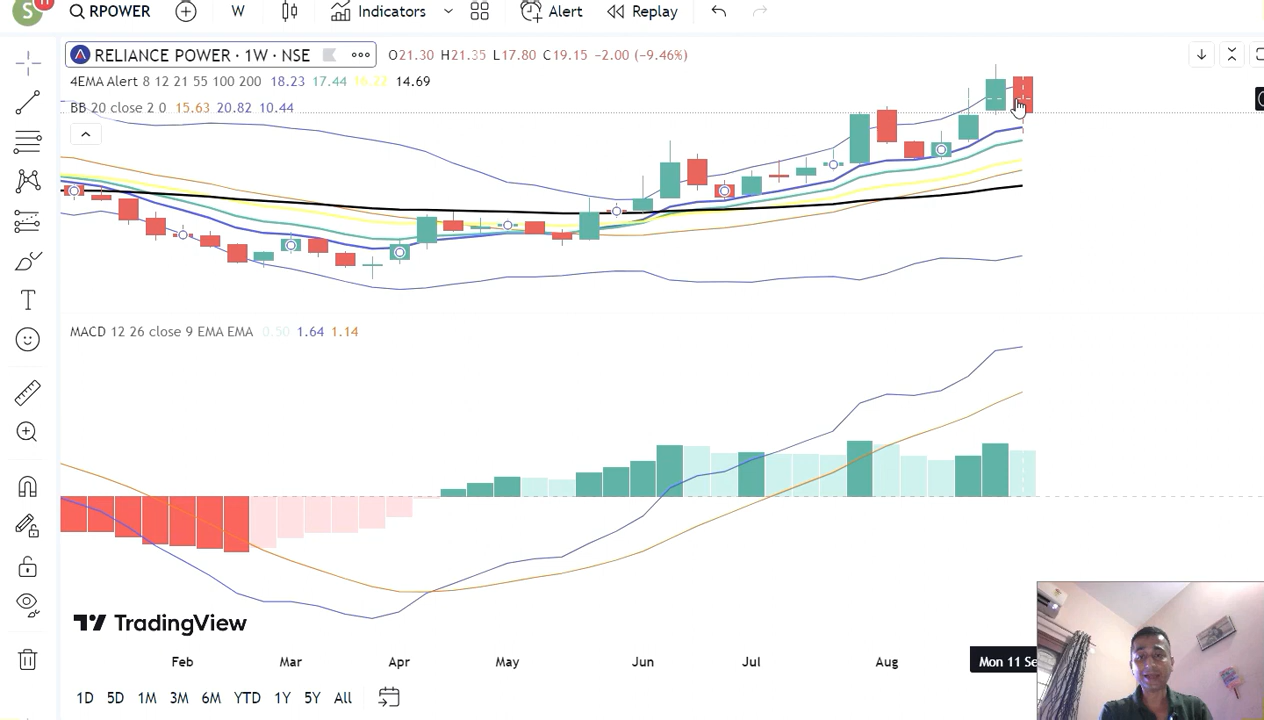 S 11 RPOWER W Indicators Alert Replay
RELIANCE POWER · 1W · NSE O21.30 H21.35 L17.80 C19.15 −2.00 (−9.46%)
4EMA Alert 8 12 21 55 100 200 18.23 17.44 16.22 14.69
BB 20 close 2 0 15.63 20.82 10.44
MACD 12 26 close 9 EMA EMA 0.50 1.64 1.14
TradingView
Feb Mar Apr May Jun Jul Aug Mon 11 Se
1D 5D 1M 3M 6M YTD 1Y 5Y All